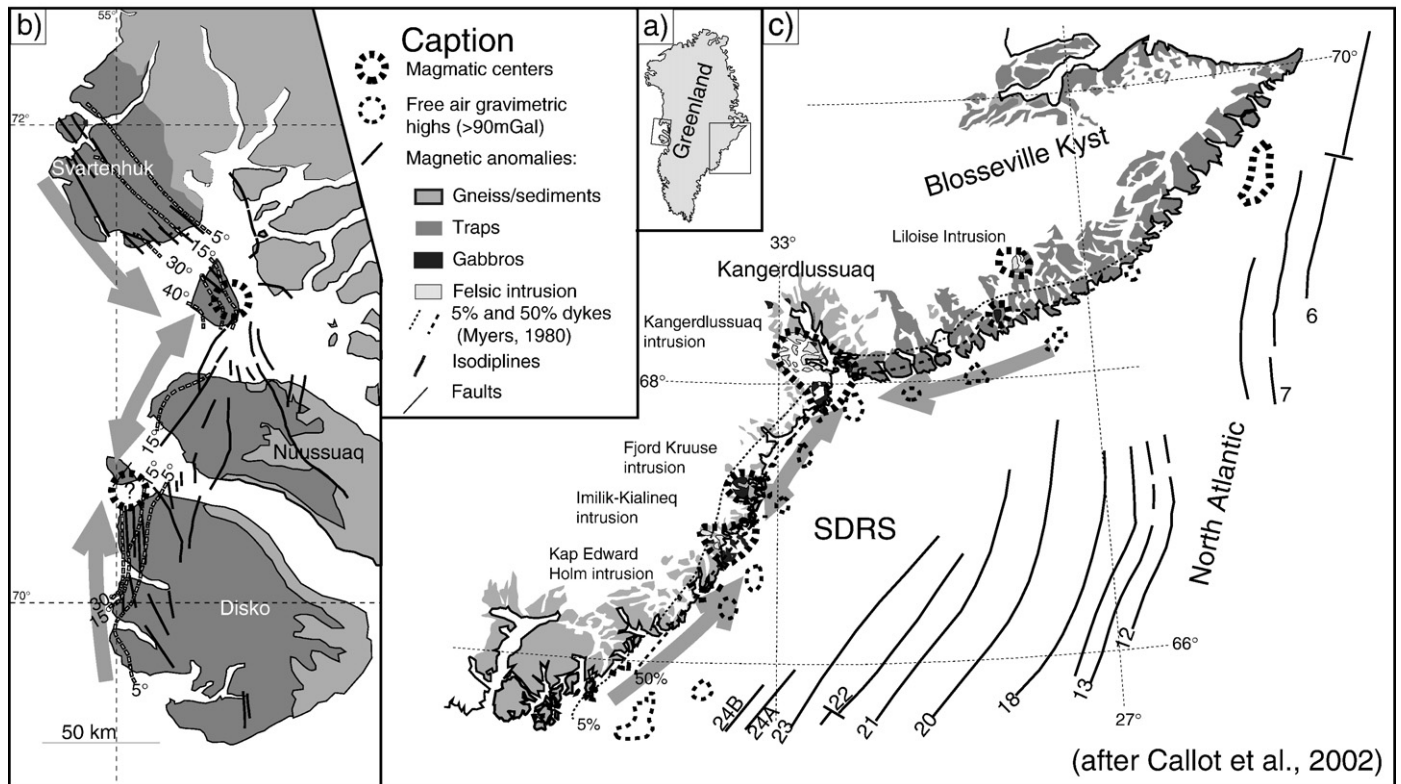 b)
55°
72°
Svartenhuk
5°
15°
30°
40°
15°
Nuussuaq
5°
5°
?
30
15°
70°
Disko
5°
50 km
Caption
Magmatic centers
Free air gravimetric
highs (>90mGal)
Magnetic anomalies:
Gneiss/sediments
Traps
Gabbros
Felsic intrusion
5% and 50% dykes
(Myers, 1980)
Isodiplines
Faults
a)
Greenland
c)
70°
Blosseville Kyst
Liloise Intrusion
33°
Kangerdlussuaq
Kangerdlussuaq
intrusion
68°
6
7
Fjord Kruuse
intrusion
Imilik-Kialineq
intrusion
SDRS
North Atlantic
Kap Edward
Holm intrusion
66°
50%
5%
24B
24A
23
22
21
20
18
13
12
27°
(after Callot et al., 2002)